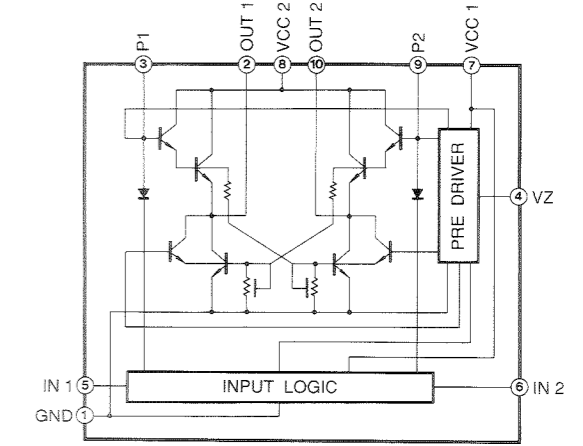 P1
OUT 1
VCC 2
OUT 2
P2
VCC 1
3
2
8
10
9
7
PRE DRIVER
4 VZ
IN 1 5
INPUT LOGIC
6 IN 2
GND 1